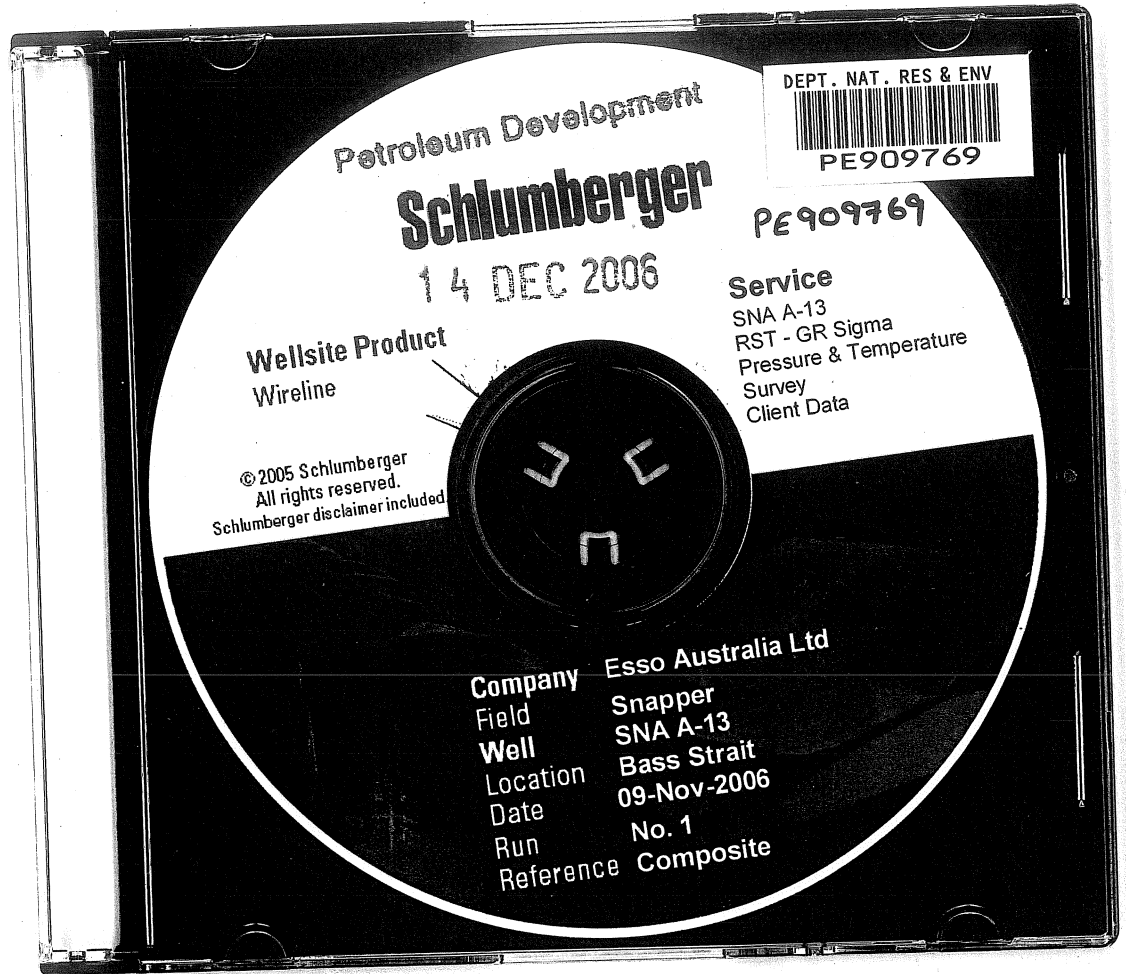 DEPT. NAT. RES & ENV
PE909769
Petroleum Development
Schlumberger
PE909769
14 DEC 2006
Service
SNA A-13
RST - GR Sigma
Pressure & Temperature
Survey
Client Data
Wellsite Product
Wireline
© 2005 Schlumberger
All rights reserved.
Schlumberger disclaimer included.
Company Esso Australia Ltd
Field Snapper
Well SNA A-13
Location Bass Strait
Date 09-Nov-2006
Run No. 1
Reference Composite